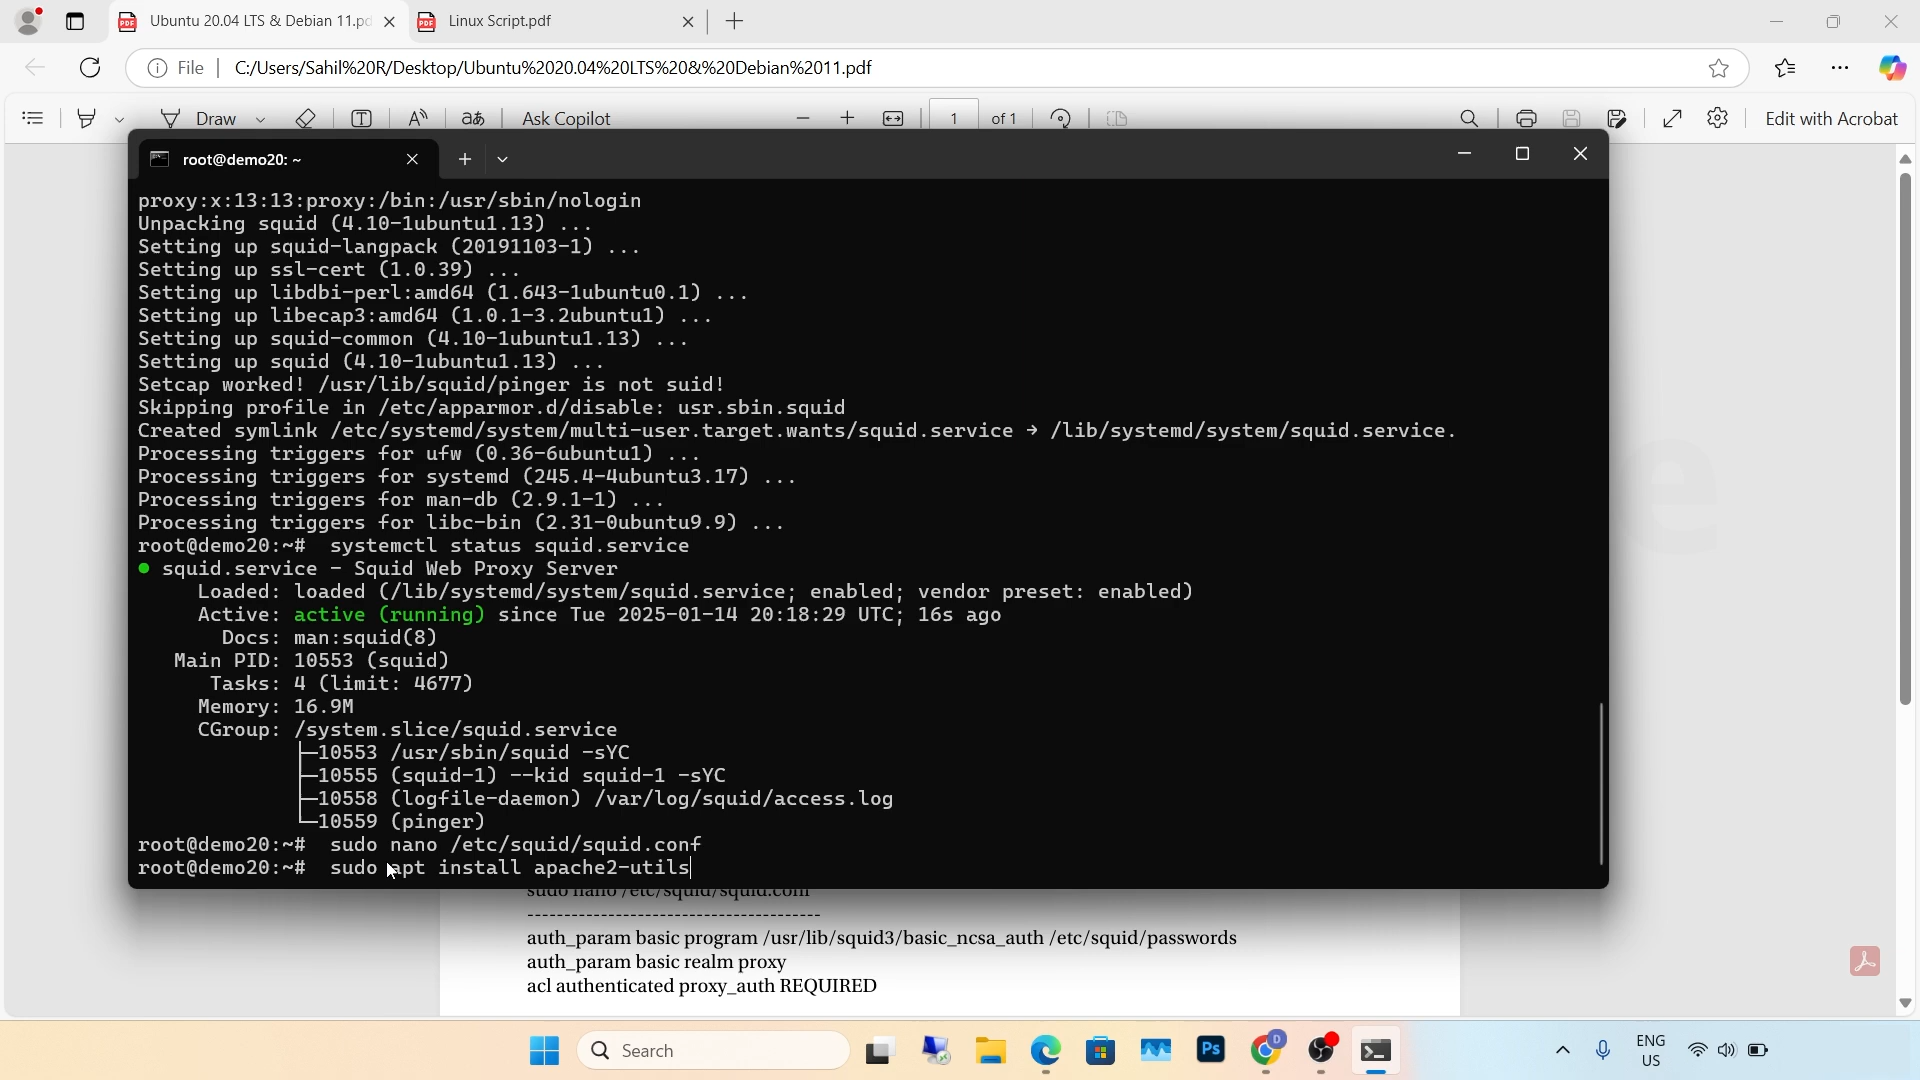 Ubuntu 20.04 LTS & Debian 11.pd
Linux Script.pdf
File
C:/Users/Sahil%20R/Desktop/Ubuntu%2020.04%20LTS%20&%20Debian%2011.pdf
Draw
aあ
Ask Copilot
1
of 1
Edit with Acrobat
root@demo20: ~
proxy:x:13:13:proxy:/bin:/usr/sbin/nologin
Unpacking squid (4.10-1ubuntu1.13) ...
Setting up squid-langpack (20191103-1) ...
Setting up ssl-cert (1.0.39) ...
Setting up libdbi-perl:amd64 (1.643-1ubuntu0.1) ...
Setting up libecap3:amd64 (1.0.1-3.2ubuntu1) ...
Setting up squid-common (4.10-1ubuntu1.13) ...
Setting up squid (4.10-1ubuntu1.13) ...
Setcap worked! /usr/lib/squid/pinger is not suid!
Skipping profile in /etc/apparmor.d/disable: usr.sbin.squid
Created symlink /etc/systemd/system/multi-user.target.wants/squid.service → /lib/systemd/system/squid.service.
Processing triggers for ufw (0.36-6ubuntu1) ...
Processing triggers for systemd (245.4-4ubuntu3.17) ...
Processing triggers for man-db (2.9.1-1) ...
Processing triggers for libc-bin (2.31-0ubuntu9.9) ...
root@demo20:~# systemctl status squid.service
● squid.service - Squid Web Proxy Server
Loaded: loaded (/lib/systemd/system/squid.service; enabled; vendor preset: enabled)
Active: active (running) since Tue 2025-01-14 20:18:29 UTC; 16s ago
Docs: man:squid(8)
Main PID: 10553 (squid)
Tasks: 4 (limit: 4677)
Memory: 16.9M
CGroup: /system.slice/squid.service
├─10553 /usr/sbin/squid -sYC
├─10555 (squid-1) --kid squid-1 -sYC
├─10558 (logfile-daemon) /var/log/squid/access.log
└─10559 (pinger)
root@demo20:~# sudo nano /etc/squid/squid.conf
root@demo20:~# sudo apt install apache2-utils
sudo nano /etc/squid/squid.conf
---------------------------------------
auth_param basic program /usr/lib/squid3/basic_ncsa_auth /etc/squid/passwords
auth_param basic realm proxy
acl authenticated proxy_auth REQUIRED
Search
Ps
D
ENG
US